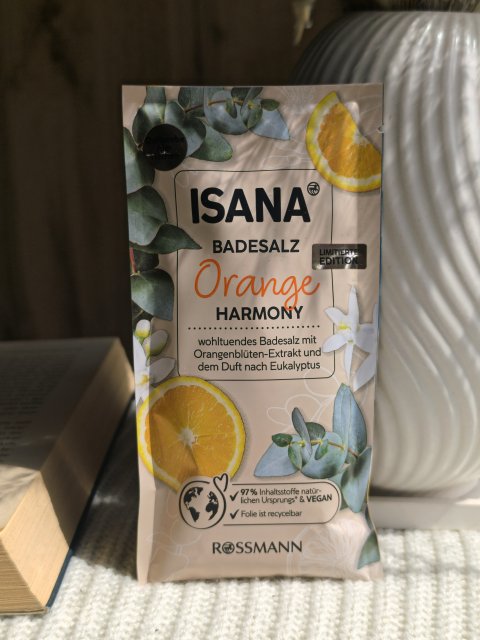 ISANA
BADESALZ
LIMITIERTE
EDITION
Orange
HARMONY
wohltuendes Badesalz mit
Orangenblüten-Extrakt und
dem Duft nach Eukalyptus
97% Inhaltsstoffe natür-
lichen Ursprungs* & VEGAN
Folie ist recycelbar
ROSSMANN